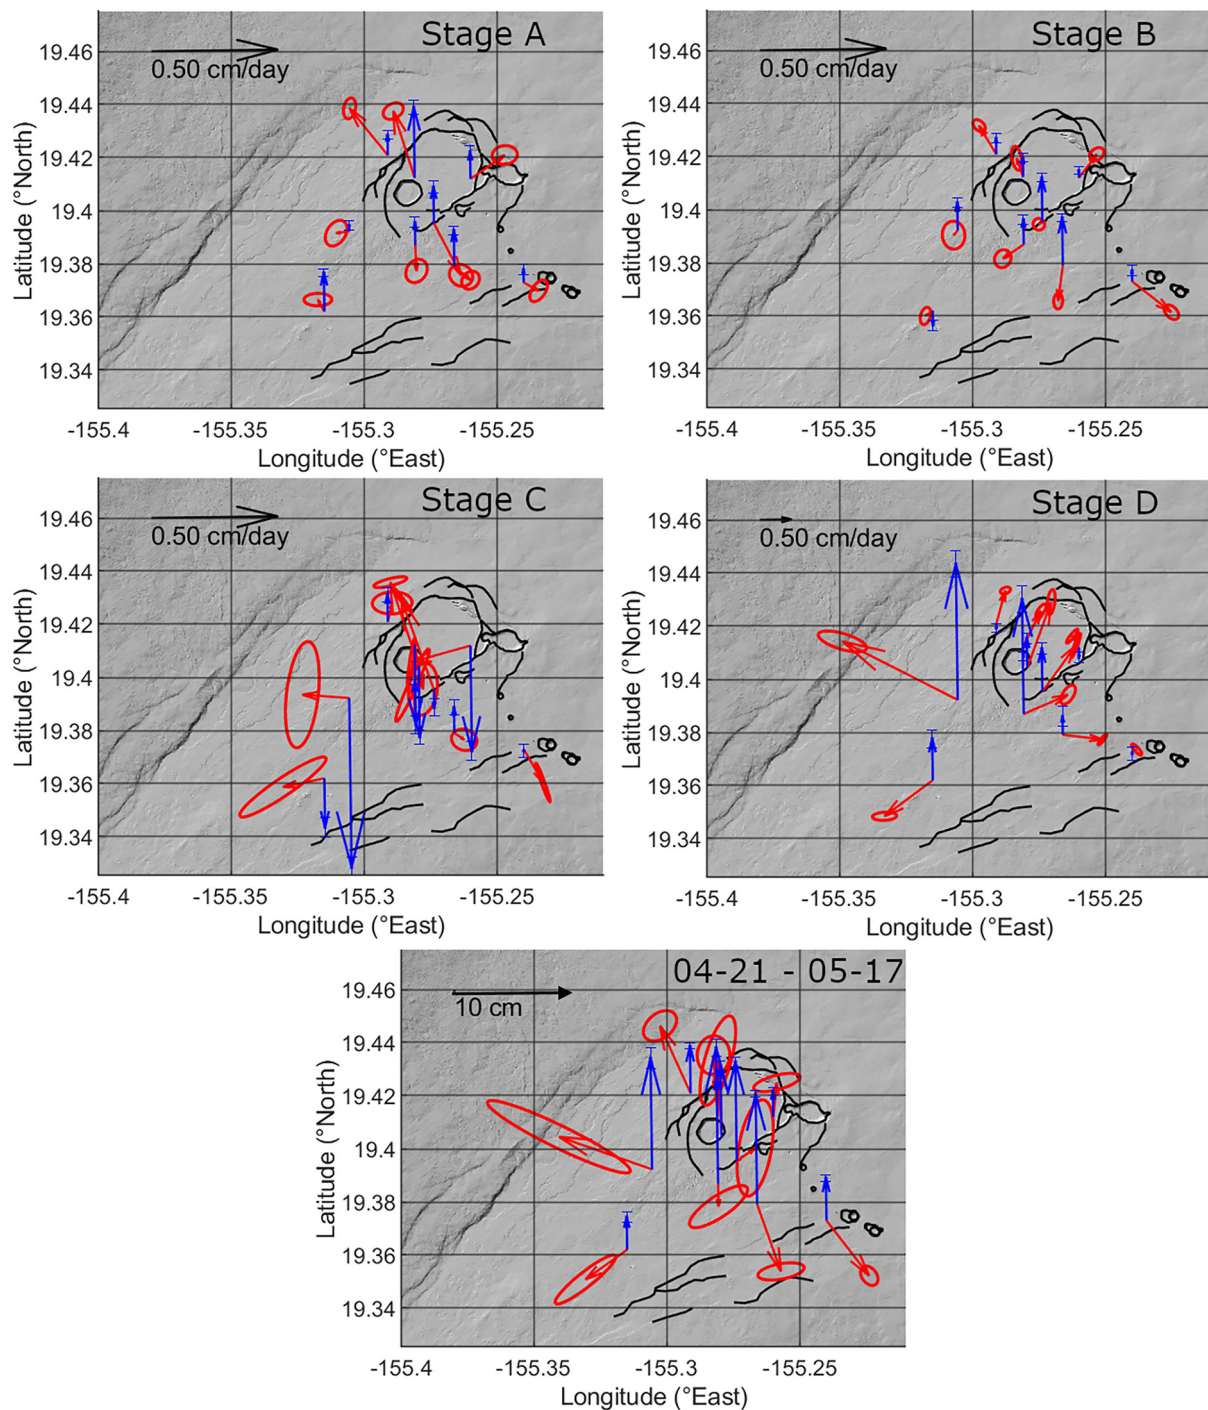 Stage A
0.50 cm/day
19.46
19.44
19.42
19.4
19.38
19.36
19.34
Latitude (°North)
-155.4 -155.35 -155.3 -155.25
Longitude (°East)
Stage B
0.50 cm/day
19.46
19.44
19.42
19.4
19.38
19.36
19.34
Latitude (°North)
-155.4 -155.35 -155.3 -155.25
Longitude (°East)
Stage C
0.50 cm/day
19.46
19.44
19.42
19.4
19.38
19.36
19.34
Latitude (°North)
-155.4 -155.35 -155.3 -155.25
Longitude (°East)
Stage D
0.50 cm/day
19.46
19.44
19.42
19.4
19.38
19.36
19.34
Latitude (°North)
-155.4 -155.35 -155.3 -155.25
Longitude (°East)
04-21 - 05-17
10 cm
19.46
19.44
19.42
19.4
19.38
19.36
19.34
Latitude (°North)
-155.4 -155.35 -155.3 -155.25
Longitude (°East)